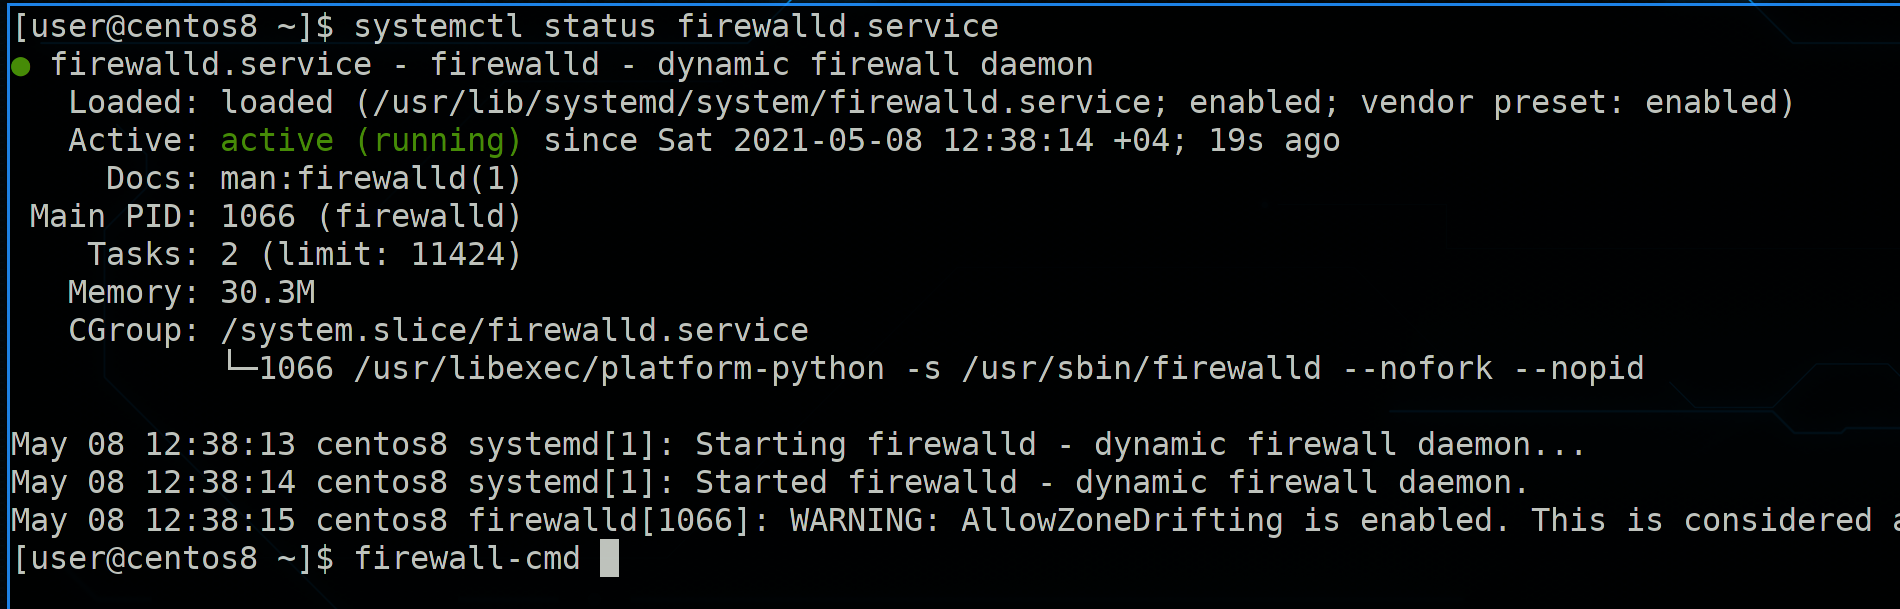 [user@centos8 ~]$ systemctl status firewalld.service
● firewalld.service - firewalld - dynamic firewall daemon
   Loaded: loaded (/usr/lib/systemd/system/firewalld.service; enabled; vendor preset: enabled)
   Active: active (running) since Sat 2021-05-08 12:38:14 +04; 19s ago
     Docs: man:firewalld(1)
 Main PID: 1066 (firewalld)
    Tasks: 2 (limit: 11424)
   Memory: 30.3M
   CGroup: /system.slice/firewalld.service
           └─1066 /usr/libexec/platform-python -s /usr/sbin/firewalld --nofork --nopid
May 08 12:38:13 centos8 systemd[1]: Starting firewalld - dynamic firewall daemon...
May 08 12:38:14 centos8 systemd[1]: Started firewalld - dynamic firewall daemon.
May 08 12:38:15 centos8 firewalld[1066]: WARNING: AllowZoneDrifting is enabled. This is considered a
[user@centos8 ~]$ firewall-cmd